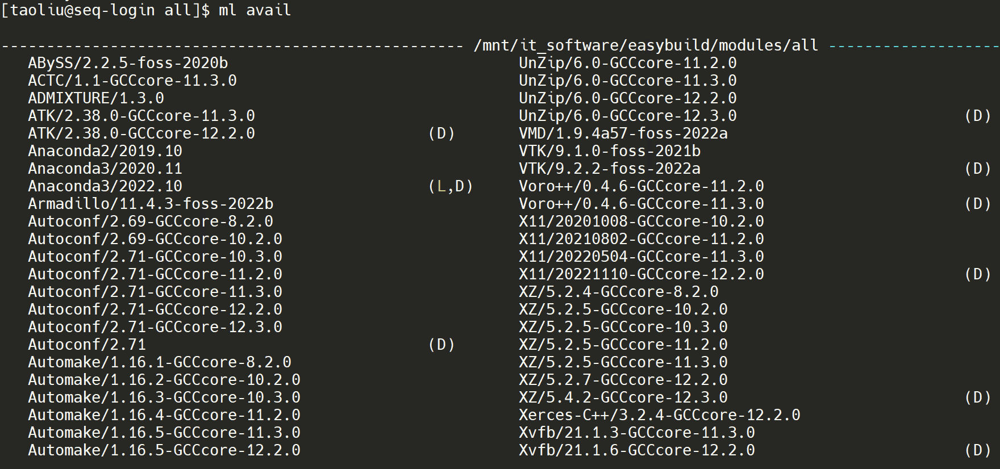 [taoliu@seq-login all]$ ml avail
--------------------------------------------------- /mnt/it_software/easybuild/modules/all -------------------
ABySS/2.2.5-foss-2020b UnZip/6.0-GCCcore-11.2.0
ACTC/1.1-GCCcore-11.3.0 UnZip/6.0-GCCcore-11.3.0
ADMIXTURE/1.3.0 UnZip/6.0-GCCcore-12.2.0
ATK/2.38.0-GCCcore-11.3.0 UnZip/6.0-GCCcore-12.3.0 (D)
ATK/2.38.0-GCCcore-12.2.0 (D) VMD/1.9.4a57-foss-2022a
Anaconda2/2019.10 VTK/9.1.0-foss-2021b
Anaconda3/2020.11 VTK/9.2.2-foss-2022a (D)
Anaconda3/2022.10 (L,D) Voro++/0.4.6-GCCcore-11.2.0
Armadillo/11.4.3-foss-2022b Voro++/0.4.6-GCCcore-11.3.0 (D)
Autoconf/2.69-GCCcore-8.2.0 X11/20201008-GCCcore-10.2.0
Autoconf/2.69-GCCcore-10.2.0 X11/20210802-GCCcore-11.2.0
Autoconf/2.71-GCCcore-10.3.0 X11/20220504-GCCcore-11.3.0
Autoconf/2.71-GCCcore-11.2.0 X11/20221110-GCCcore-12.2.0 (D)
Autoconf/2.71-GCCcore-11.3.0 XZ/5.2.4-GCCcore-8.2.0
Autoconf/2.71-GCCcore-12.2.0 XZ/5.2.5-GCCcore-10.2.0
Autoconf/2.71-GCCcore-12.3.0 XZ/5.2.5-GCCcore-10.3.0
Autoconf/2.71 (D) XZ/5.2.5-GCCcore-11.2.0
Automake/1.16.1-GCCcore-8.2.0 XZ/5.2.5-GCCcore-11.3.0
Automake/1.16.2-GCCcore-10.2.0 XZ/5.2.7-GCCcore-12.2.0
Automake/1.16.3-GCCcore-10.3.0 XZ/5.4.2-GCCcore-12.3.0 (D)
Automake/1.16.4-GCCcore-11.2.0 Xerces-C++/3.2.4-GCCcore-12.2.0
Automake/1.16.5-GCCcore-11.3.0 Xvfb/21.1.3-GCCcore-11.3.0
Automake/1.16.5-GCCcore-12.2.0 Xvfb/21.1.6-GCCcore-12.2.0 (D)